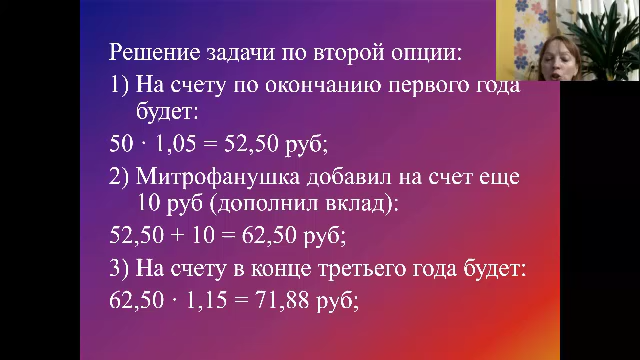 Решение задачи по второй опции:
1) На счету по окончанию первого года
будет:
50 · 1,05 = 52,50 руб;
2) Митрофанушка добавил на счет еще
10 руб (дополнил вклад):
52,50 + 10 = 62,50 руб;
3) На счету в конце третьего года будет:
62,50 · 1,15 = 71,88 руб;